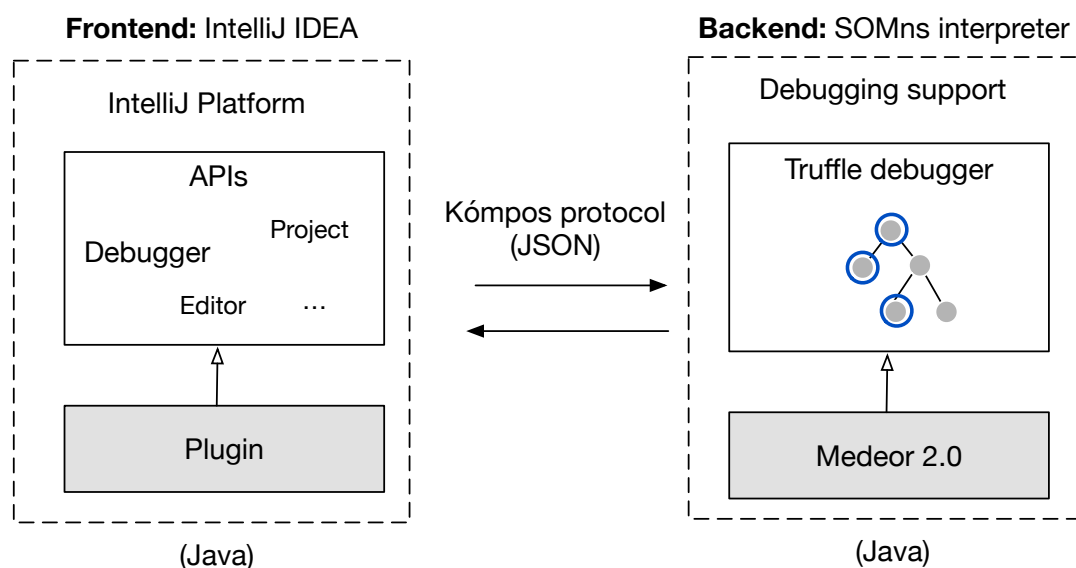 Frontend: IntelliJ IDEA
IntelliJ Platform
APIs
Project
Debugger
Editor
...
Plugin
(Java)
Kómpos protocol
(JSON)
Backend: SOMns interpreter
Debugging support
Truffle debugger
Medeor 2.0
(Java)